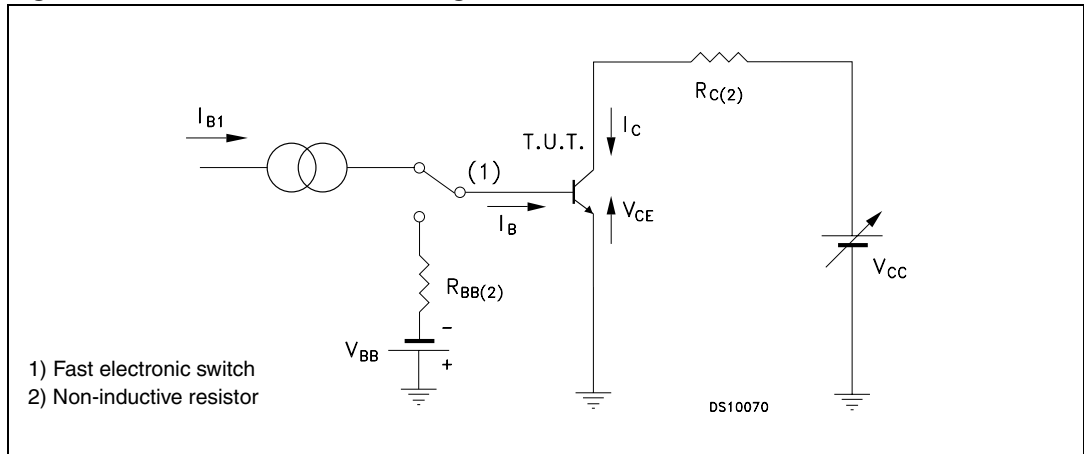 I_B1
T.U.T.
I_C
R_C(2)
(1)
I_B
V_CE
R_BB(2)
V_CC
V_BB
-
+
1) Fast electronic switch
2) Non-inductive resistor
DS10070